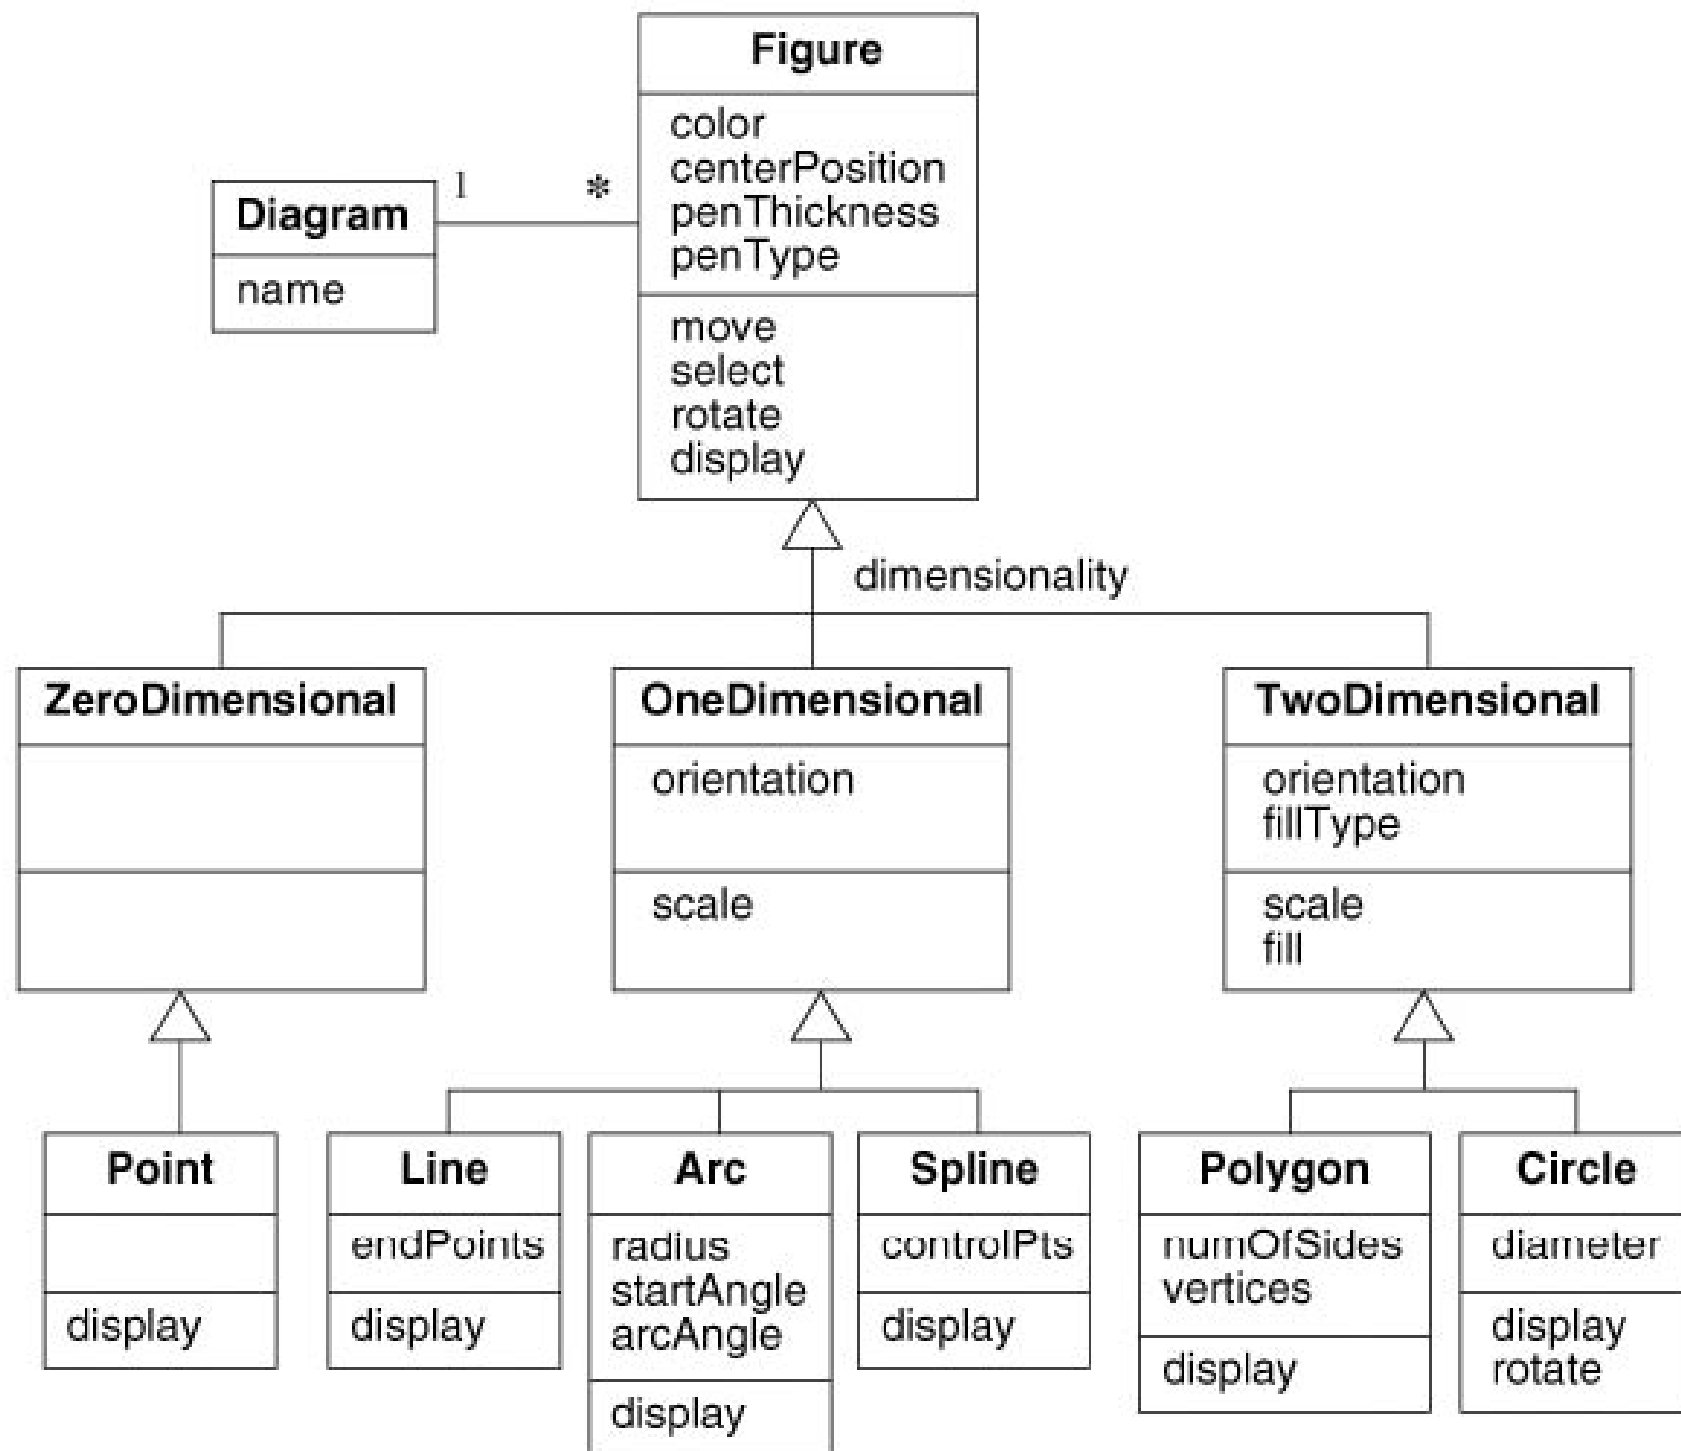 Figure
color
centerPosition
penThickness
penType
move
select
rotate
display
Diagram
name
1
*
dimensionality
ZeroDimensional
OneDimensional
orientation
scale
TwoDimensional
orientation
fillType
scale
fill
Point
display
Line
endPoints
display
Arc
radius
startAngle
arcAngle
display
Spline
controlPts
display
Polygon
numOfSides
vertices
display
Circle
diameter
display
rotate